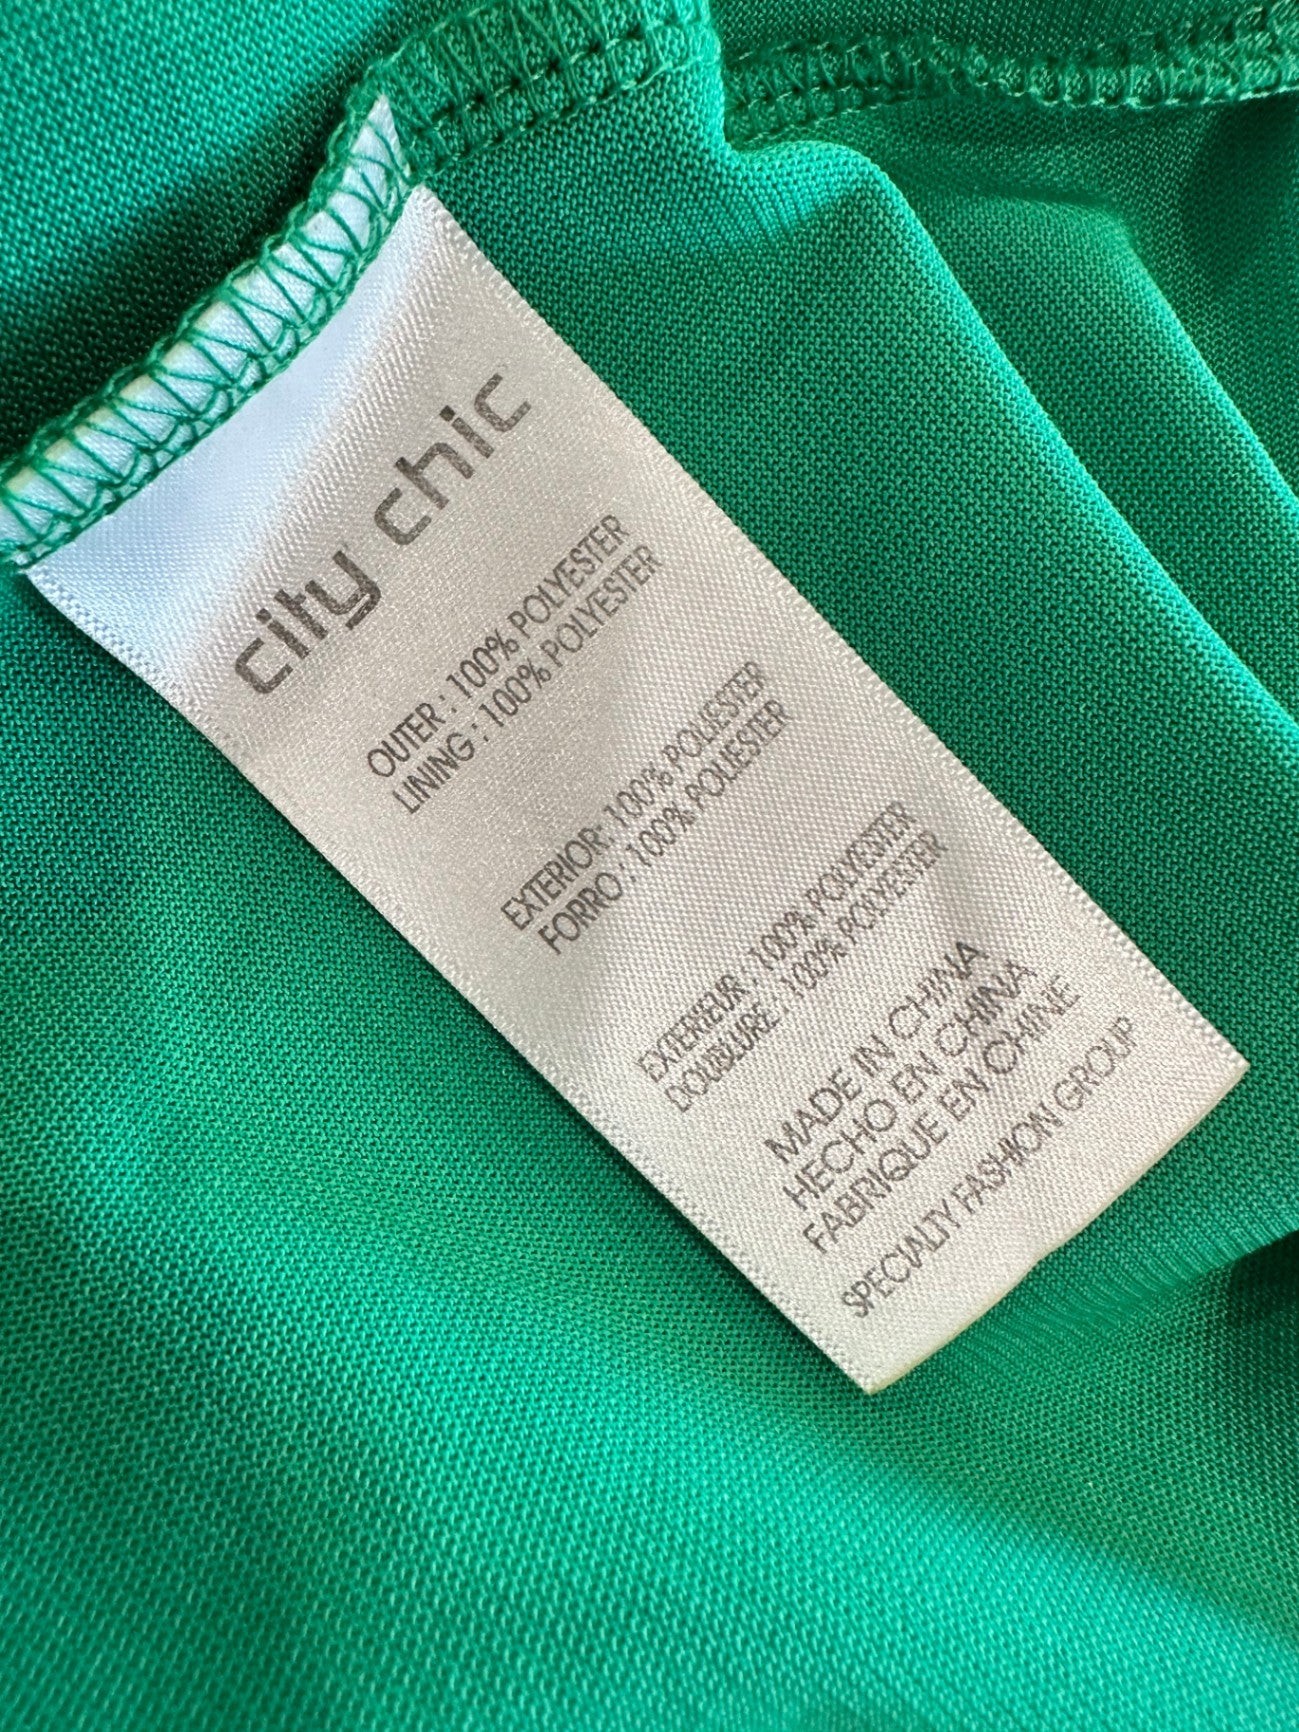 city chic
OUTER : 100% POLYESTER
LINING : 100% POLYESTER
EXTERIOR: 100% POLIESTER
FORRO : 100% POLIESTER
EXTERIEUR : 100% POLYESTER
DOUBLURE : 100% POLYESTER
MADE IN CHINA
HECHO EN CHINA
FABRIQUE EN CHINE
SPECIALTY FASHION GROUP